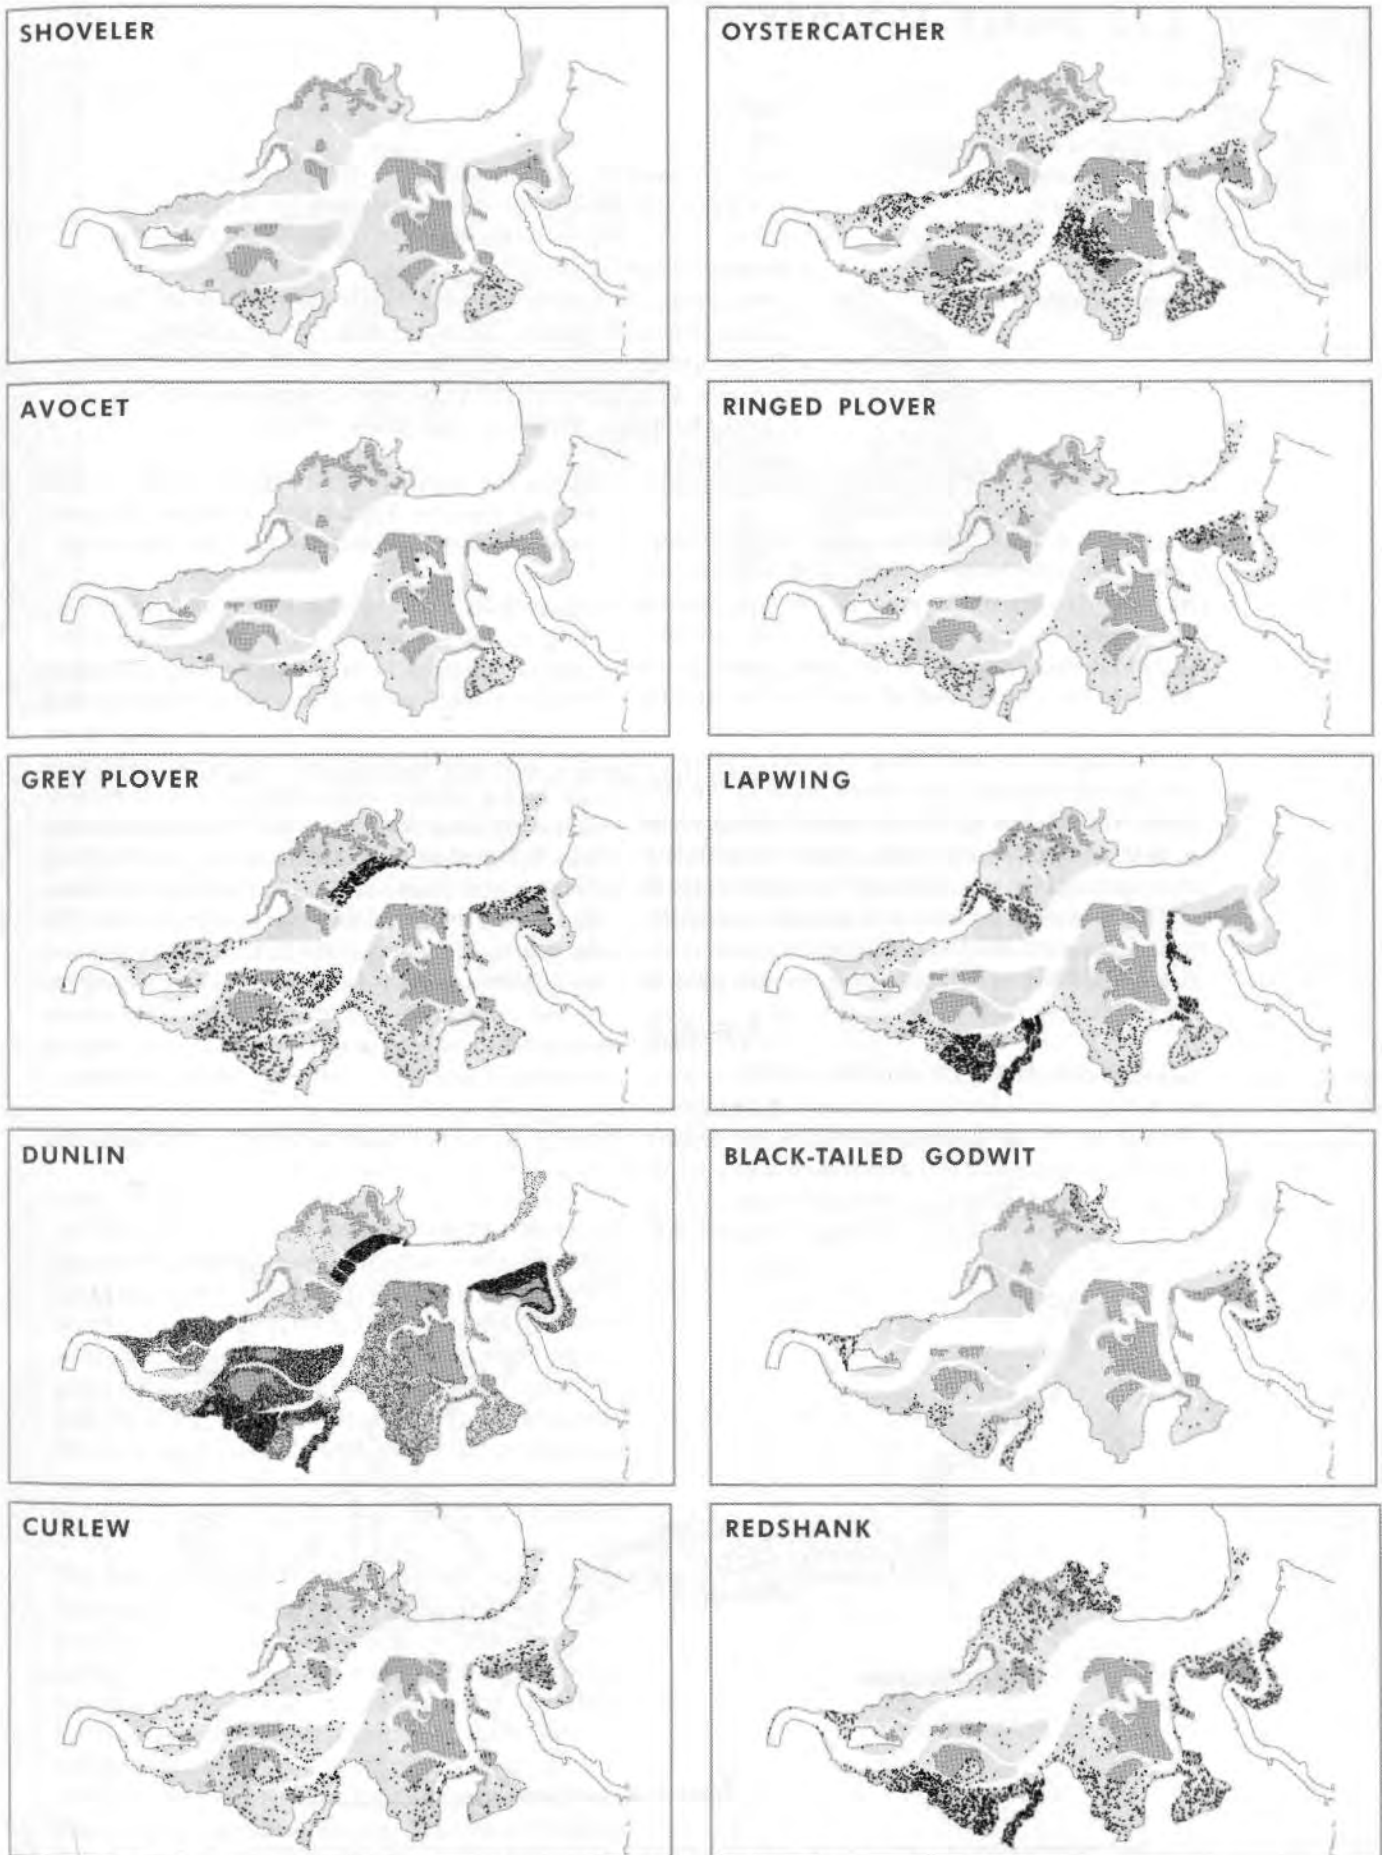 SHOVELER
OYSTERCATCHER
AVOCET
RINGED PLOVER
GREY PLOVER
LAPWING
DUNLIN
BLACK-TAILED GODWIT
CURLEW
REDSHANK